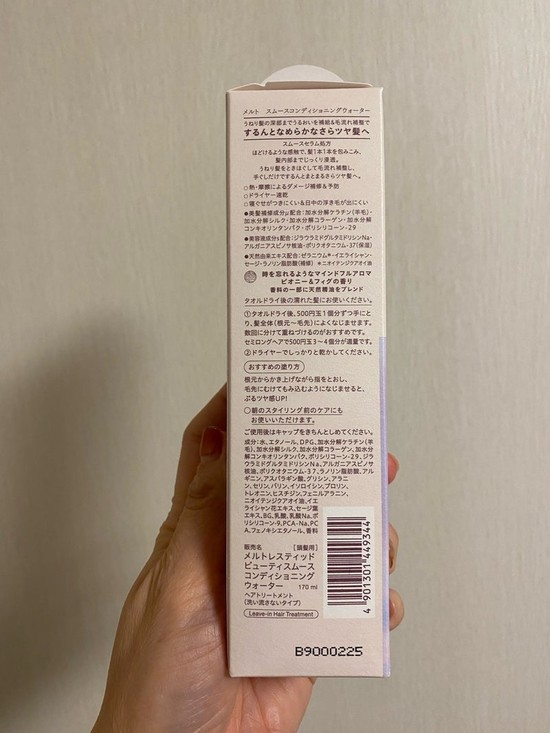 メルト　スムースコンディショニングウォーター
うねり髪の深部までうるおいを補給&毛流れ補整で
するんとなめらかなさらツヤ髪へ
スムースセラム処方
ほどけるような感触で、髪1本1本を包みこみ、
髪内部までじっくり浸透。
うねり髪をときほぐして毛流れ補整し、
手ぐしだけでするんとまとまるさらツヤ髪へ。
○熱・摩擦によるダメージ補修&予防
○ドライヤー速乾
○寝ぐせがつきにくい&日中の浮き毛が出にくい
●美髪補修成分μ配合：加水分解ケラチン(羊毛)・
加水分解シルク・加水分解コラーゲン・加水分解
コンキオリンタンパク・ポリシリコーン-29
●美容液成分s配合：ジラウラミドグルタミドリシンNa・
アルガニアスピノサ核油・ポリクオタニウム-37(保湿)
●天然由来エキス配合：ゼラニウム※・イエライシャン・
セージ・ラノリン脂肪酸(補修)　※ニオイテンジクアオイ油
時を忘れるようなマインドフルアロマ
ピオニー&フィグの香り
香料の一部に天然精油をブレンド
タオルドライ後の濡れた髪にお使いください。
①タオルドライ後、500円玉1個分ずつ手にと
り、髪全体(根元〜毛先)によくなじませます。
数回に分けて重ねづけるのがおすすめです。
セミロングヘアで500円玉3〜4個分が適量です。
②ドライヤーでしっかりと乾かしてください。
おすすめの塗り方
根元からかき上げながら指をとおし、
毛先にむけてもみ込むようになじませると、
ぷるツヤ感UP!
○朝のスタイリング前のケアにも
お使いいただけます。
ご使用後はキャップをきちんとしめてください。
成分:水、エタノール、DPG、加水分解ケラチン(羊
毛)、加水分解シルク、加水分解コラーゲン、加水分
解コンキオリンタンパク、ポリシリコーン-29、ジラ
ウラミドグルタミドリシンNa、アルガニアスピノサ
核油、ポリクオタニウム-37、ラノリン脂肪酸、アル
ギニン、アスパラギン酸、グリシン、アラニ
ン、セリン、バリン、イソロイシン、プロリン、
トレオニン、ヒスチジン、フェニルアラニン、
ニオイテンジクアオイ油、イエ
ライシャン花エキス、セージ葉
エキス、BG、乳酸、乳酸Na、ポ
リシリコーン-9、PCA-Na、PC
A、フェノキシエタノール、香料
販売名　[頭髪用]
メルトレスティッド
ビューティスムース
コンディショニング
ウォーター　170 ml
ヘアトリートメント
(洗い流さないタイプ)
Leave-in Hair Treatment
4 901301 449344
B9000225